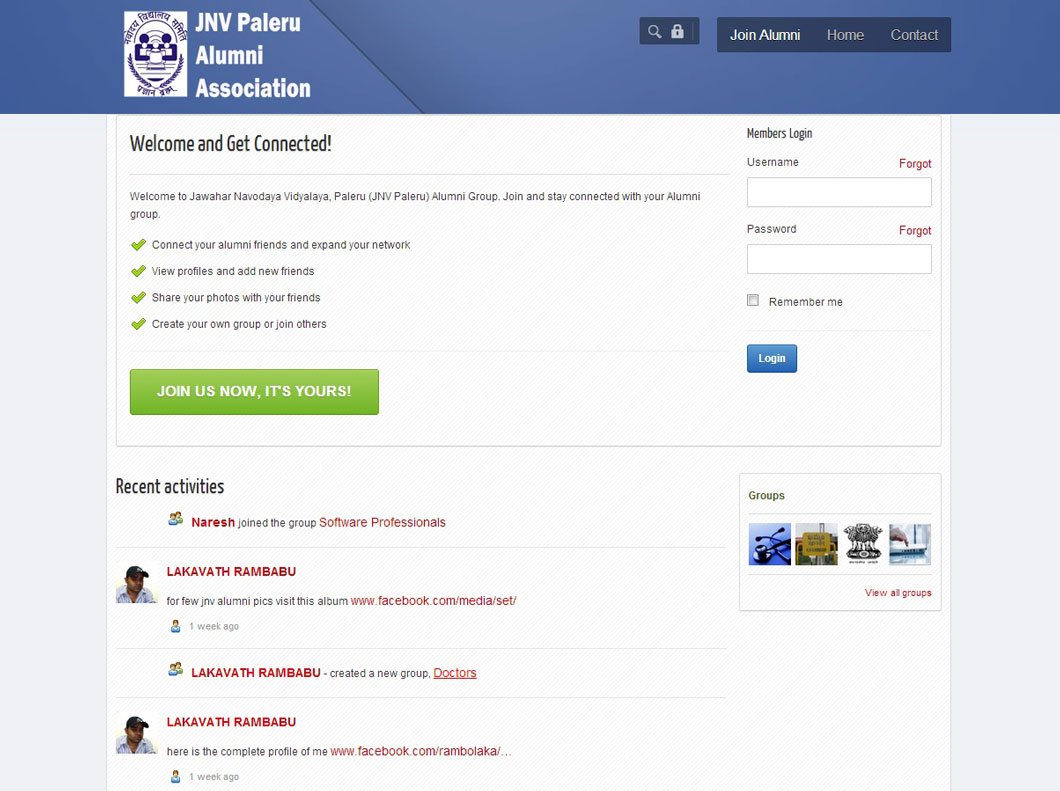 नवोदय विद्यालय समिति
प्रज्ञानं ब्रह्म
JNV Paleru
Alumni
Association
Join Alumni
Home
Contact
Welcome and Get Connected!
Welcome to Jawahar Navodaya Vidyalaya, Paleru (JNV Paleru) Alumni Group. Join and stay connected with your Alumni
group.
Connect your alumni friends and expand your network
View profiles and add new friends
Share your photos with your friends
Create your own group or join others
JOIN US NOW, IT'S YOURS!
Members Login
Username
Forgot
Password
Forgot
Remember me
Login
Recent activities
Naresh joined the group Software Professionals
LAKAVATH RAMBABU
for few jnv alumni pics visit this album www.facebook.com/media/set/
1 week ago
LAKAVATH RAMBABU - created a new group, Doctors
LAKAVATH RAMBABU
here is the complete profile of me www.facebook.com/rambolaka/...
1 week ago
Groups
View all groups